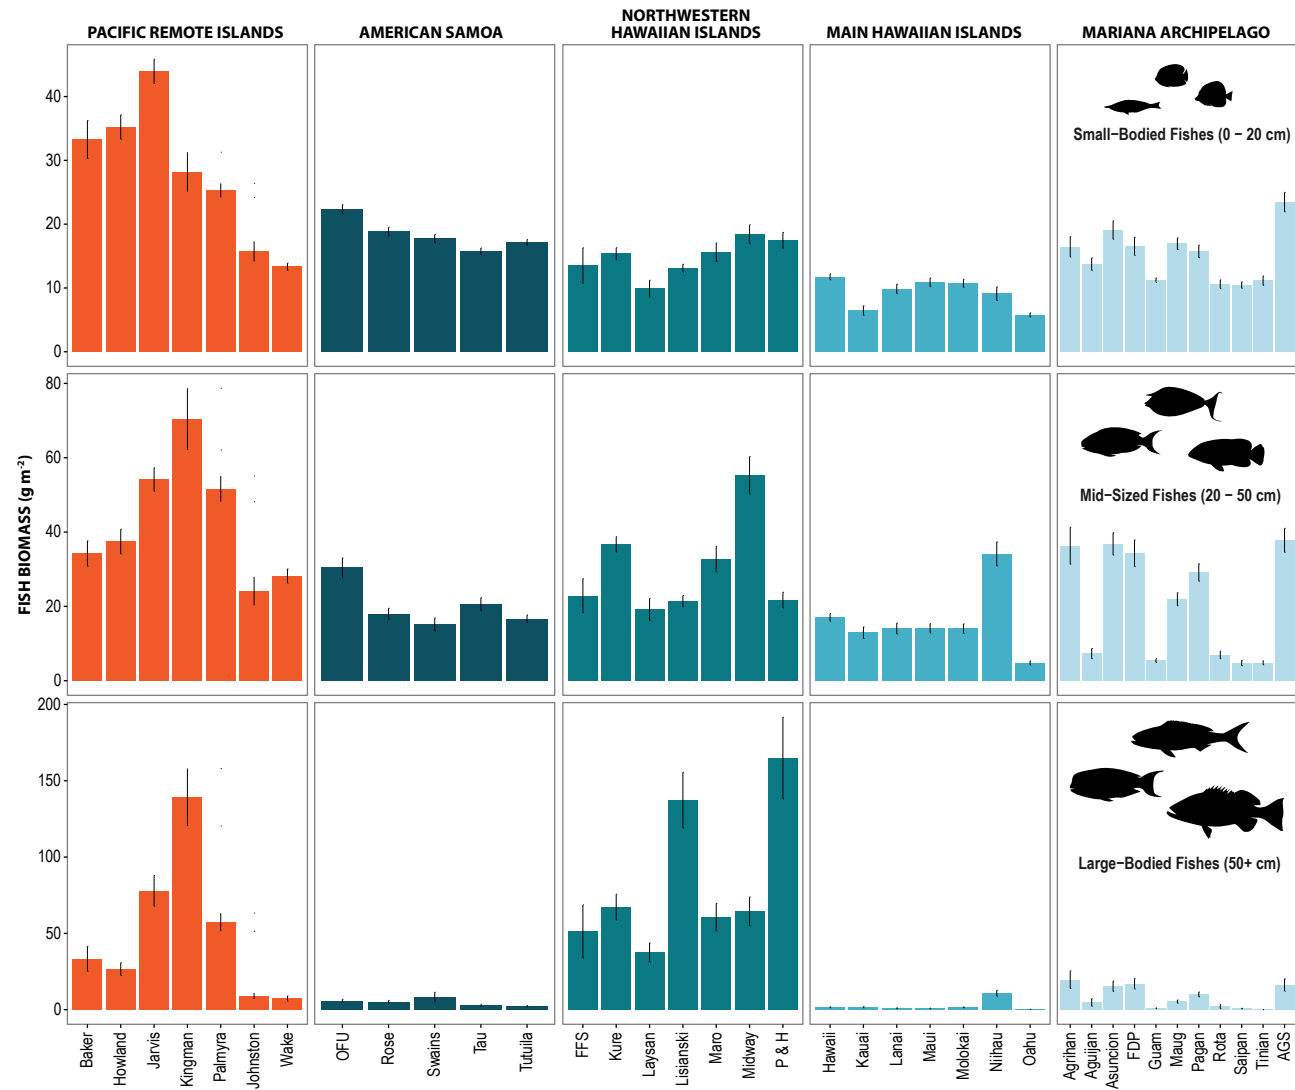 PACIFIC REMOTE ISLANDS
AMERICAN SAMOA
NORTHWESTERN
HAWAIIAN ISLANDS
MAIN HAWAIIAN ISLANDS
MARIANA ARCHIPELAGO
FISH BIOMASS (g m-2)
40
30
20
10
0
Small–Bodied Fishes (0 – 20 cm)
80
60
40
20
0
Mid–Sized Fishes (20 – 50 cm)
200
150
100
50
0
Large–Bodied Fishes (50+ cm)
Baker
Howland
Jarvis
Kingman
Palmyra
Johnston
Wake
OFU
Rose
Swains
Tau
Tutuila
FFS
Kure
Laysan
Lisianski
Maro
Midway
P & H
Hawaii
Kauai
Lanai
Maui
Molokai
Niihau
Oahu
Agrihan
Aguijan
Asuncion
FDP
Guam
Maug
Pagan
Rota
Saipan
Tinian
AGS